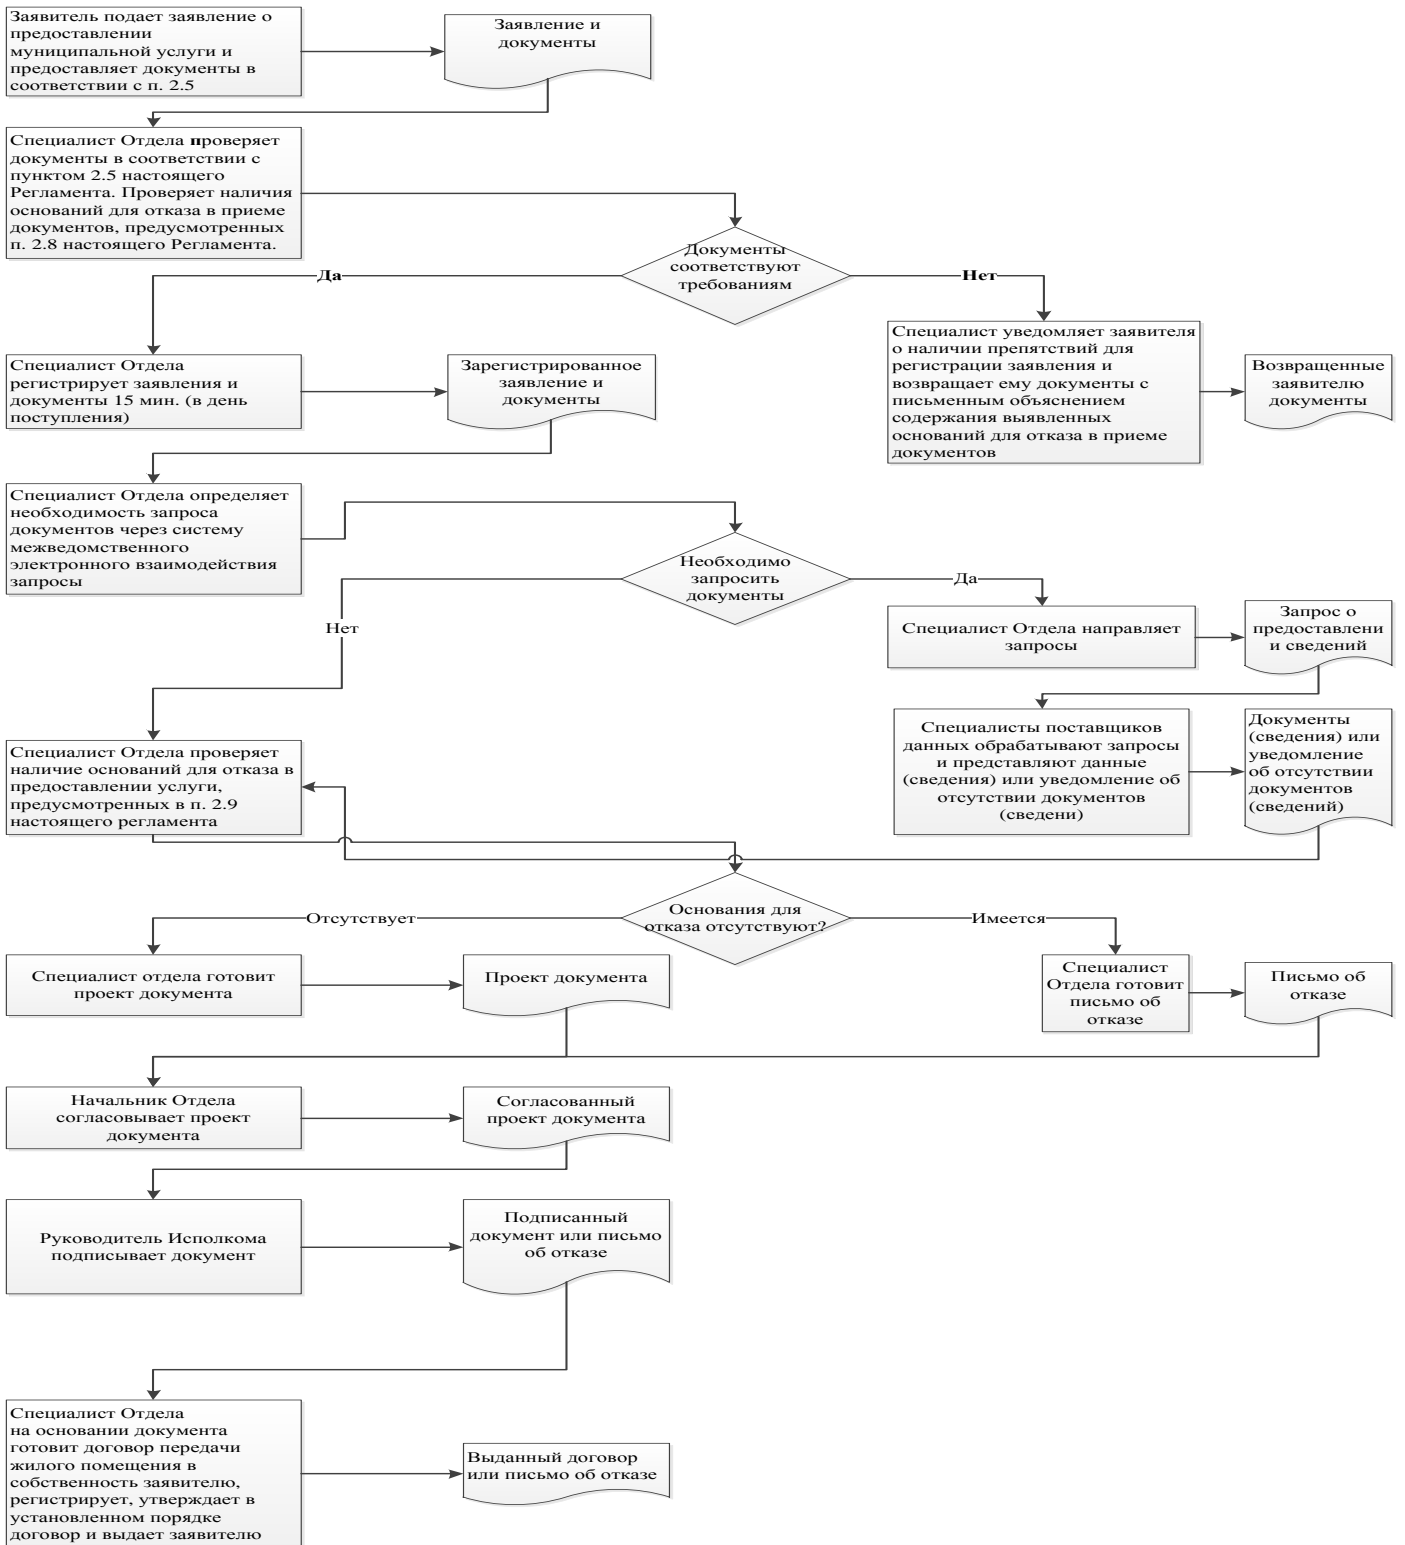 Заявитель подает заявление о
предоставлении
муниципальной услуги и
предоставляет документы в
соответствии с п. 2.5
Заявление и
документы
Специалист Отдела проверяет
документы в соответствии с
пунктом 2.5 настоящего
Регламента. Проверяет наличия
оснований для отказа в приеме
документов, предусмотренных
п. 2.8 настоящего Регламента.
Документы
соответствуют
требованиям
Да
Нет
Специалист Отдела
регистрирует заявления и
документы 15 мин. (в день
поступления)
Зарегистрированное
заявление и
документы
Специалист уведомляет заявителя
о наличии препятствий для
регистрации заявления и
возвращает ему документы с
письменным объяснением
содержания выявленных
оснований для отказа в приеме
документов
Возвращенные
заявителю
документы
Специалист Отдела определяет
необходимость запроса
документов через систему
межведомственного
электронного взаимодействия
запросы
Необходимо
запросить
документы
Да
Нет
Специалист Отдела направляет
запросы
Запрос о
предоставлени
и сведений
Специалисты поставщиков
данных обрабатывают запросы
и представляют данные
(сведения) или уведомление об
отсутствии документов
(сведени)
Документы
(сведения) или
уведомление
об отсутствии
документов
(сведений)
Специалист Отдела проверяет
наличие оснований для отказа в
предоставлении услуги,
предусмотренных в п. 2.9
настоящего регламента
Основания для
отказа отсутствуют?
Отсутствует
Имеется
Специалист отдела готовит
проект документа
Проект документа
Специалист
Отдела готовит
письмо об
отказе
Письмо об
отказе
Начальник Отдела
согласовывает проект
документа
Согласованный
проект документа
Руководитель Исполкома
подписывает документ
Подписанный
документ или письмо
об отказе
Специалист Отдела
на основании документа
готовит договор передачи
жилого помещения в
собственность заявителю,
регистрирует, утверждает в
установленном порядке
договор и выдает заявителю
Выданный договор
или письмо об отказе